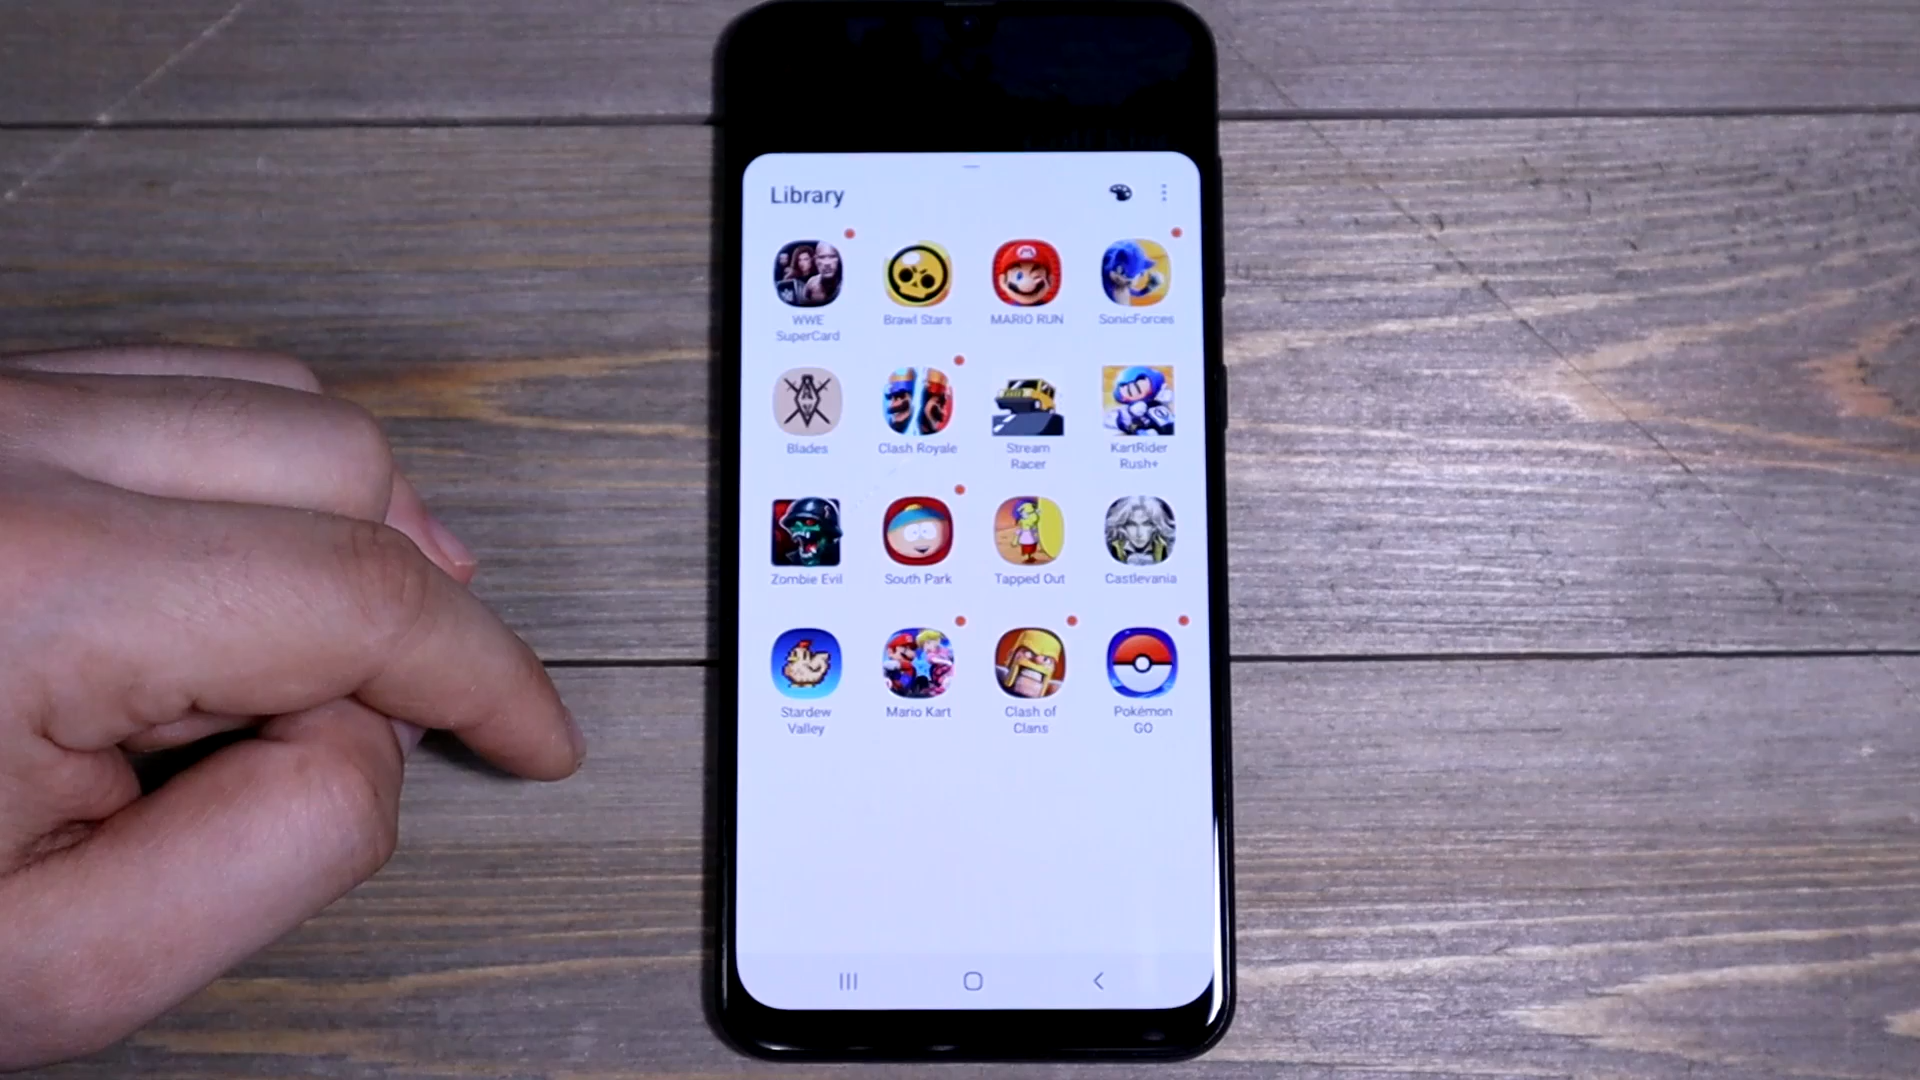 Library
WWE
SuperCard
Brawl Stars
MARIO RUN
SonicForces
Blades
Clash Royale
Stream
Racer
KartRider
Rush+
Zombie Evil
South Park
Tapped Out
Castlevania
Stardew
Valley
Mario Kart
Clash of
Clans
Pokémon
GO